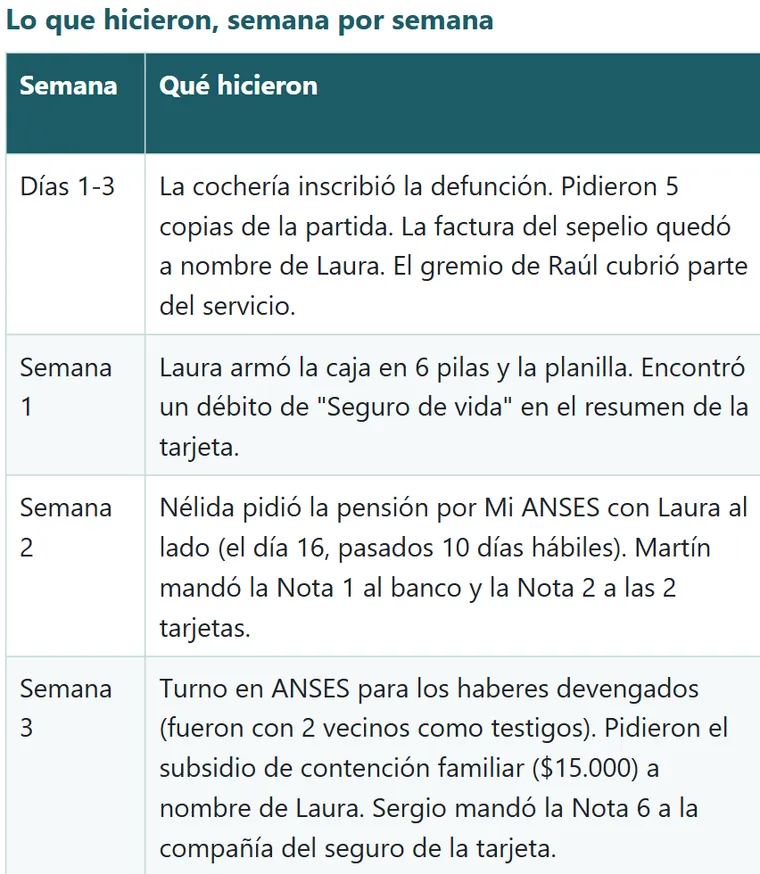 Lo que hicieron, semana por semana
Semana
Qué hicieron
Días 1-3
La cochería inscribió la defunción. Pidieron 5
copias de la partida. La factura del sepelio quedó
a nombre de Laura. El gremio de Raúl cubrió parte
del servicio.
Semana
1
Laura armó la caja en 6 pilas y la planilla. Encontró
un débito de "Seguro de vida" en el resumen de la
tarjeta.
Semana
2
Nélida pidió la pensión por Mi ANSES con Laura al
lado (el día 16, pasados 10 días hábiles). Martín
mandó la Nota 1 al banco y la Nota 2 a las 2
tarjetas.
Semana
3
Turno en ANSES para los haberes devengados
(fueron con 2 vecinos como testigos). Pidieron el
subsidio de contención familiar ($15.000) a
nombre de Laura. Sergio mandó la Nota 6 a la
compañía del seguro de la tarjeta.